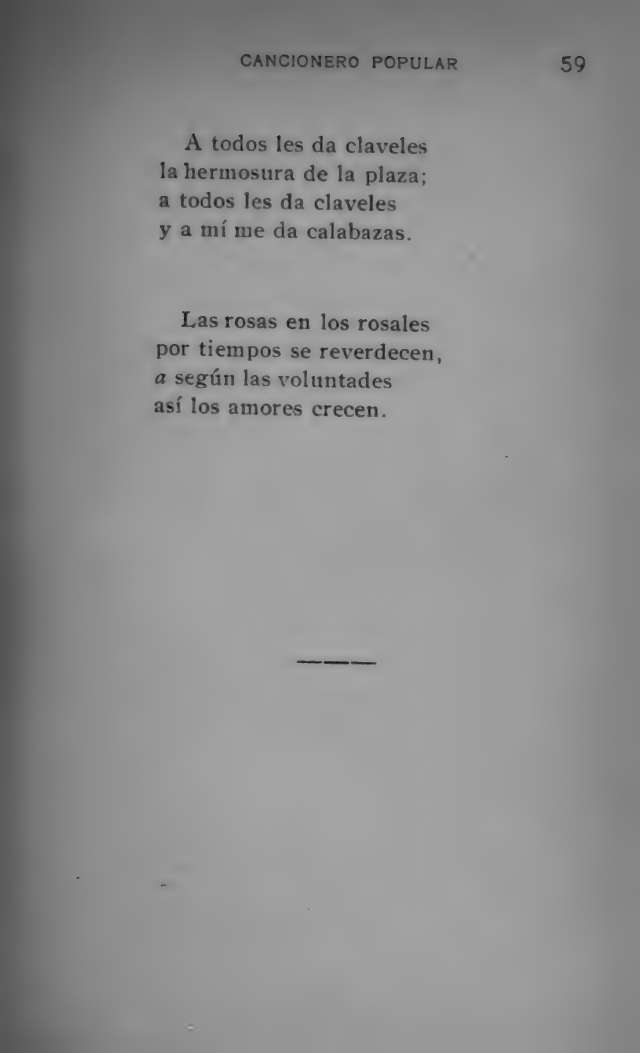 CANCIONERO POPULAR 59
A todos les da claveles
la hermosura de la plaza;
a todos les da claveles
y a mí me da calabazas.
Las rosas en los rosales
por tiempos se reverdecen,
a según las voluntades
así los amores crecen.